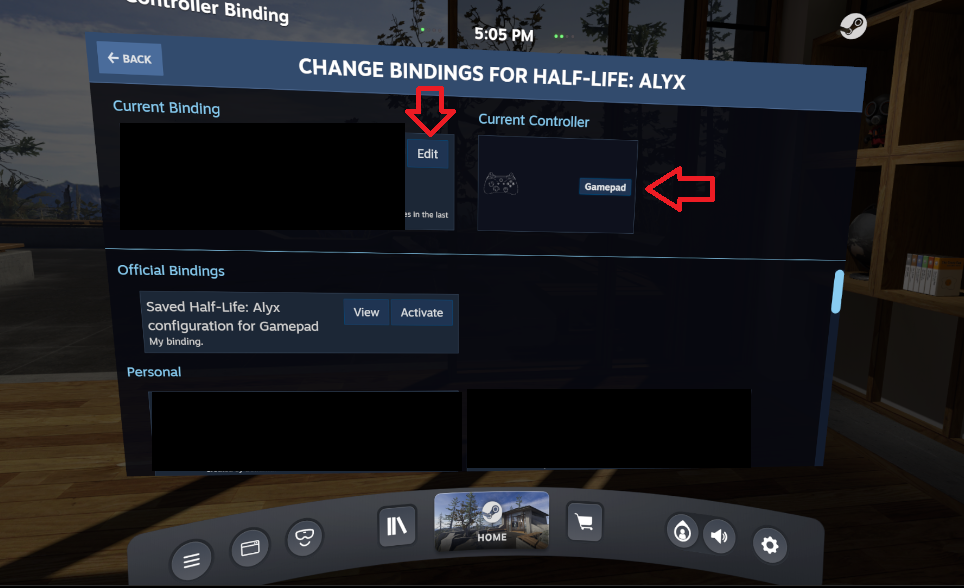 Controller Binding
5:05 PM
← BACK
CHANGE BINDINGS FOR HALF-LIFE: ALYX
Current Binding
Current Controller
Edit
Gamepad
es in the last
Official Bindings
Saved Half-Life: Alyx
configuration for Gamepad
My binding.
View
Activate
Personal
HOME